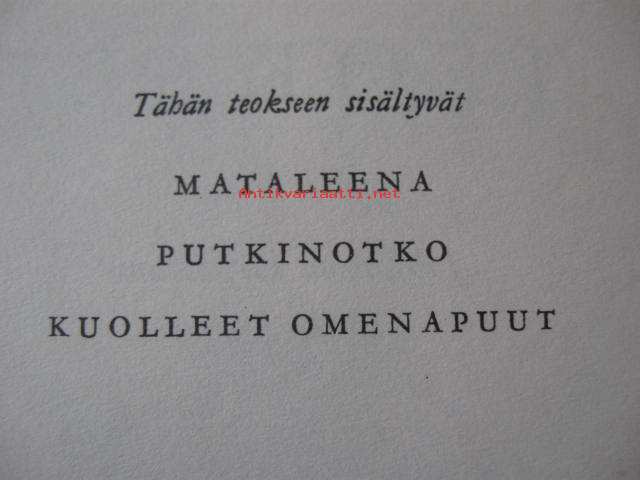 Tähän teokseen sisältyvät
MATALEENA
Antikvariaatti.net
PUTKINOTKO
KUOLLEET OMENAPUUT